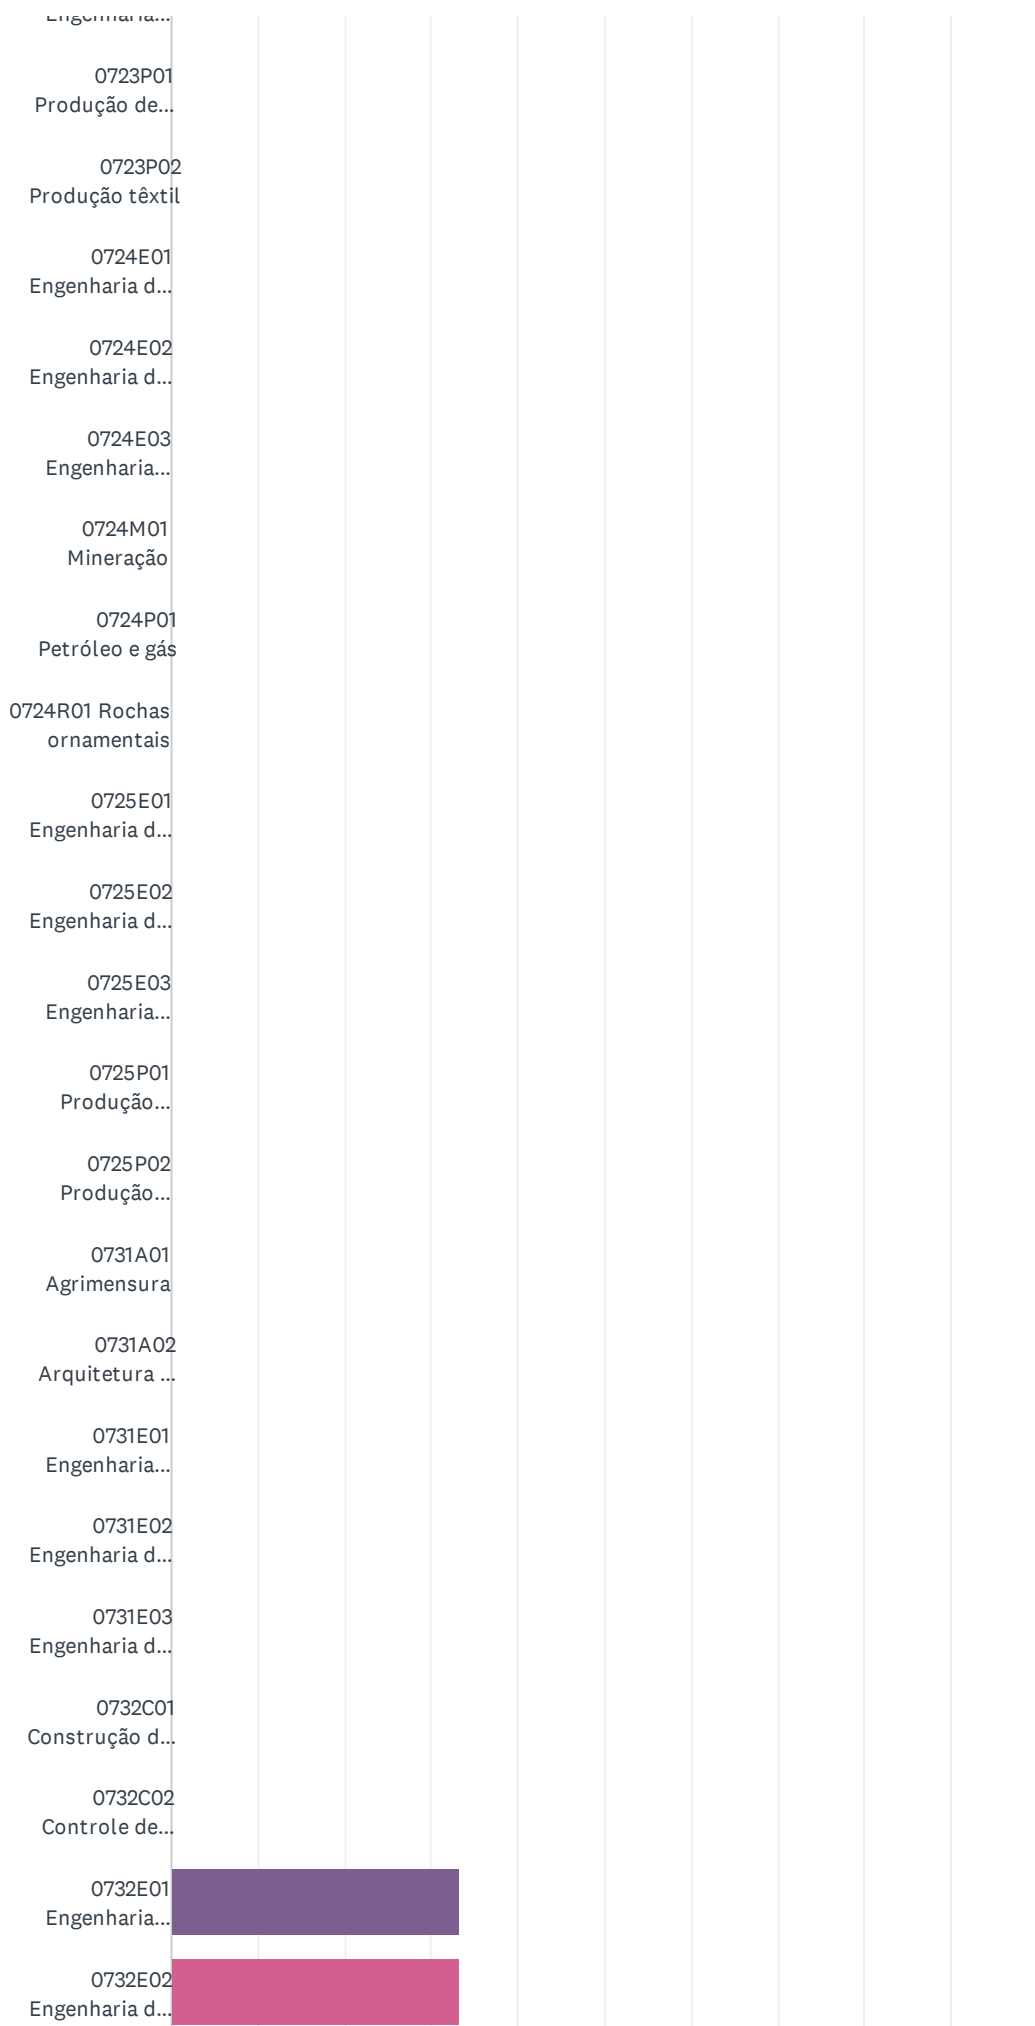 Engenharia...
0723P01
Produção de...
0723P02
Produção têxtil
0724E01
Engenharia d...
0724E02
Engenharia d...
0724E03
Engenharia...
0724M01
Mineração
0724P01
Petróleo e gás
0724R01 Rochas
ornamentais
0725E01
Engenharia d...
0725E02
Engenharia d...
0725E03
Engenharia...
0725P01
Produção...
0725P02
Produção...
0731A01
Agrimensura
0731A02
Arquitetura ...
0731E01
Engenharia...
0731E02
Engenharia d...
0731E03
Engenharia d...
0732C01
Construção d...
0732C02
Controle de...
0732E01
Engenharia...
0732E02
Engenharia d...